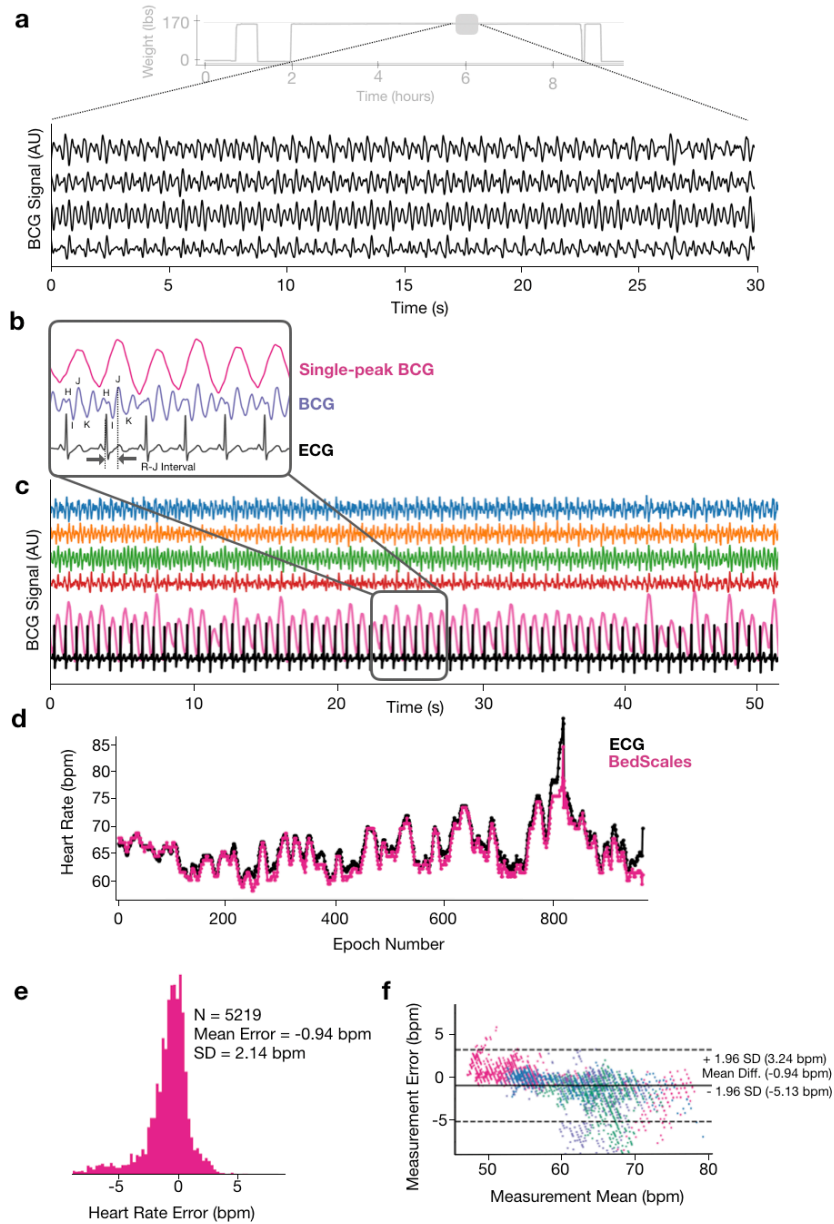 a
Weight (lbs)
170
0
0
2
4
6
8
Time (hours)
BCG Signal (AU)
0
5
10
15
20
25
30
Time (s)
b
Single-peak BCG
BCG
ECG
H
J
H
J
I
K
I
K
R-J Interval
c
BCG Signal (AU)
0
10
20
30
40
50
Time (s)
d
Heart Rate (bpm)
85
80
75
70
65
60
ECG
BedScales
0
200
400
600
800
Epoch Number
e
N = 5219
Mean Error = -0.94 bpm
SD = 2.14 bpm
-5
0
5
Heart Rate Error (bpm)
f
Measurement Error (bpm)
5
0
-5
+ 1.96 SD (3.24 bpm)
Mean Diff. (-0.94 bpm)
- 1.96 SD (-5.13 bpm)
50
60
70
80
Measurement Mean (bpm)